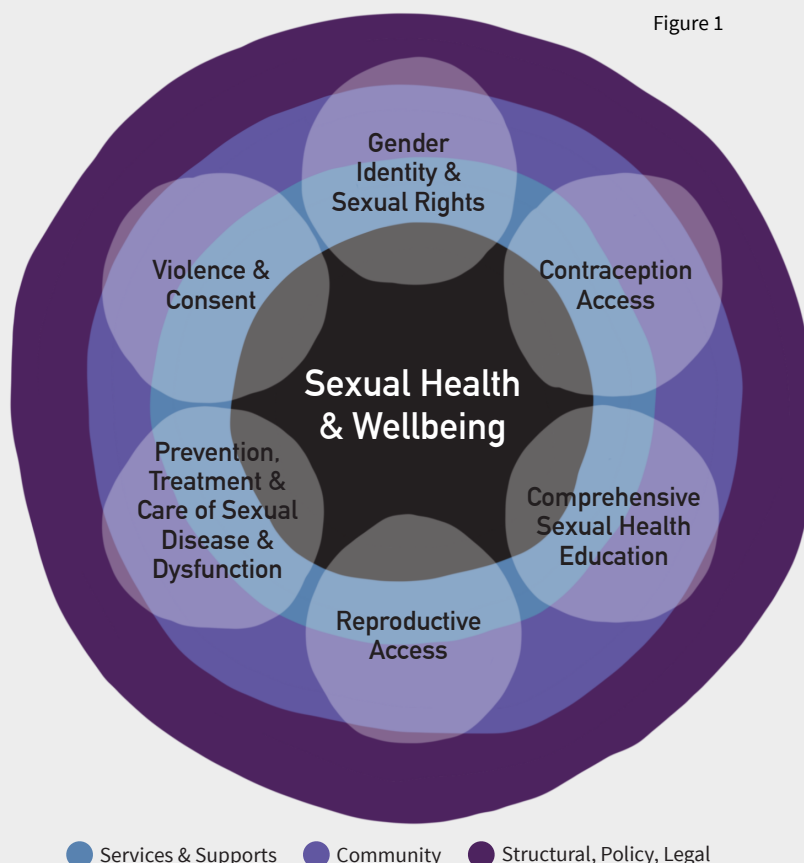 Figure 1
Gender
Identity &
Sexual Rights
Violence &
Consent
Contraception
Access
Sexual Health
& Wellbeing
Prevention,
Treatment &
Care of Sexual
Disease &
Dysfunction
Comprehensive
Sexual Health
Education
Reproductive
Access
Services & Supports
Community
Structural, Policy, Legal